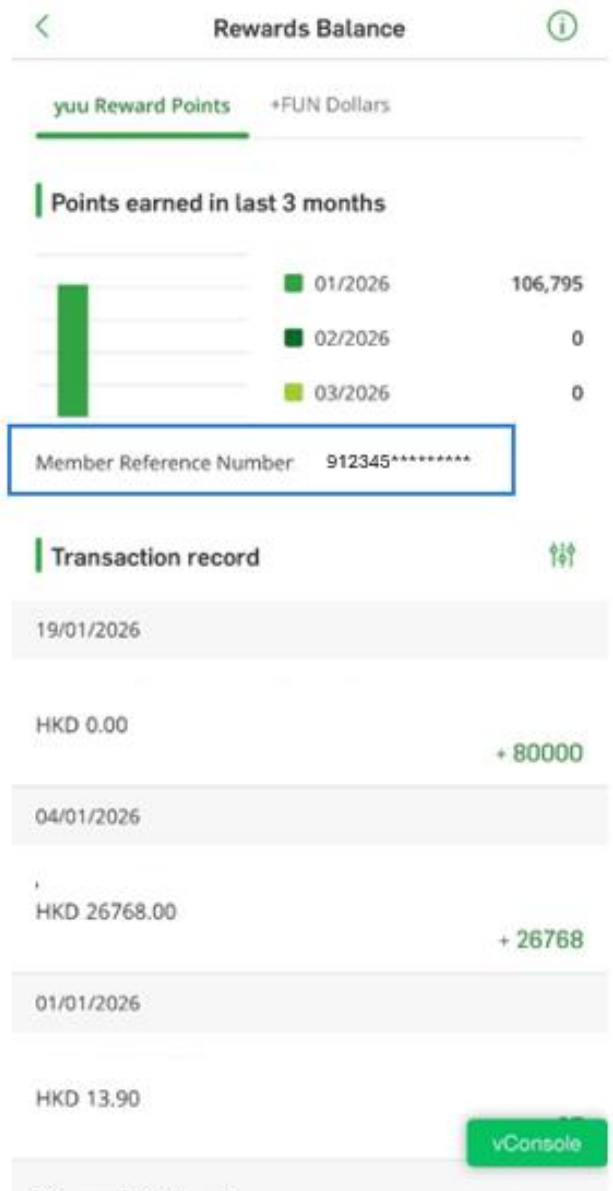 Rewards Balance
yuu Reward Points +FUN Dollars
Points earned in last 3 months
01/2026 106,795
02/2026 0
03/2026 0
Member Reference Number 912345*********
Transaction record
19/01/2026
HKD 0.00
+ 80000
04/01/2026
,
HKD 26768.00
+ 26768
01/01/2026
HKD 13.90
vConsole